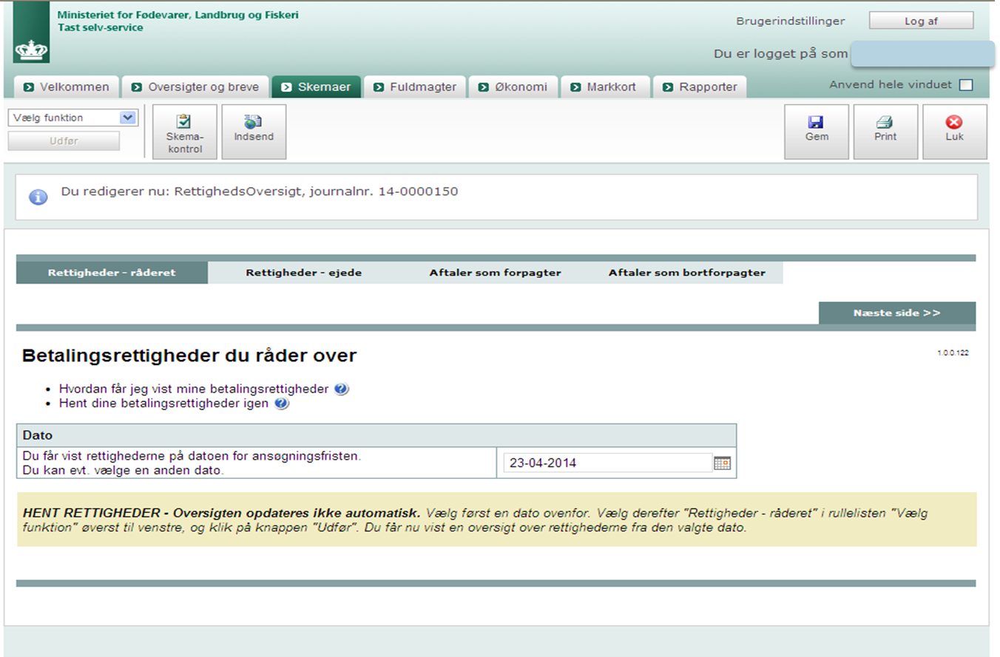 Ministeriet for Fødevarer, Landbrug og Fiskeri
Tast selv-service
Brugerindstillinger
Log af
Du er logget på som
Velkommen
Oversigter og breve
Skemaer
Fuldmagter
Økonomi
Markkort
Rapporter
Anvend hele vinduet
Vælg funktion
Udfør
Skema-
kontrol
Indsend
Gem
Print
Luk
Du redigerer nu: RettighedsOversigt, journalnr. 14-0000150
Rettigheder - råderet
Rettigheder - ejede
Aftaler som forpagter
Aftaler som bortforpagter
Næste side >>
Betalingsrettigheder du råder over
1.0.0.122
• Hvordan får jeg vist mine betalingsrettigheder
• Hent dine betalingsrettigheder igen
Dato
Du får vist rettighederne på datoen for ansøgningsfristen.
Du kan evt. vælge en anden dato.
23-04-2014
HENT RETTIGHEDER - Oversigten opdateres ikke automatisk. Vælg først en dato ovenfor. Vælg derefter "Rettigheder - råderet" i rullelisten "Vælg
funktion" øverst til venstre, og klik på knappen "Udfør". Du får nu vist en oversigt over rettighederne fra den valgte dato.